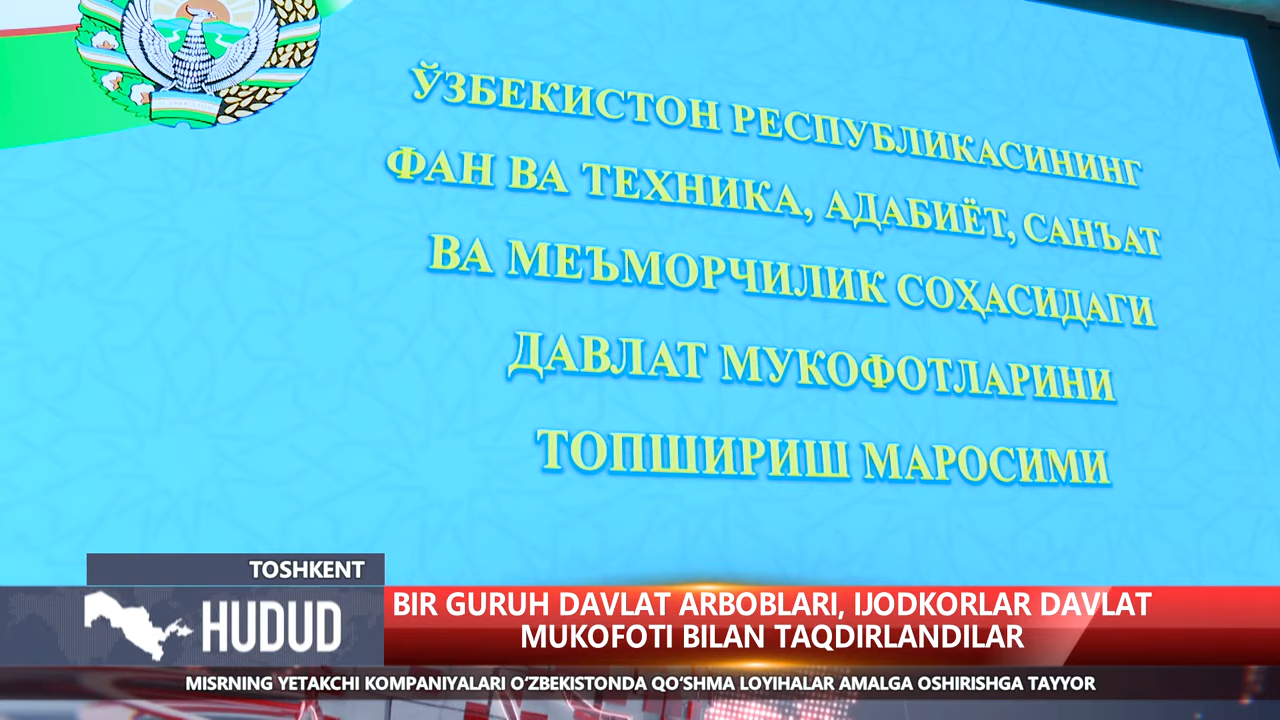 ЎЗБЕКИСТОН РЕСПУБЛИКАСИНИНГ
ФАН ВА ТЕХНИКА, АДАБИЁТ, САНЪАТ
ВА МЕЪМОРЧИЛИК СОҲАСИДАГИ
ДАВЛАТ МУКОФОТЛАРИНИ
ТОПШИРИШ МАРОСИМИ
TOSHKENT
HUDUD
BIR GURUH DAVLAT ARBOBLARI, IJODKORLAR DAVLAT
MUKOFOTI BILAN TAQDIRLANDILAR
MISRNING YETAKCHI KOMPANIYALARI O‘ZBEKISTONDA QO‘SHMA LOYIHALAR AMALGA OSHIRISHGA TAYYOR